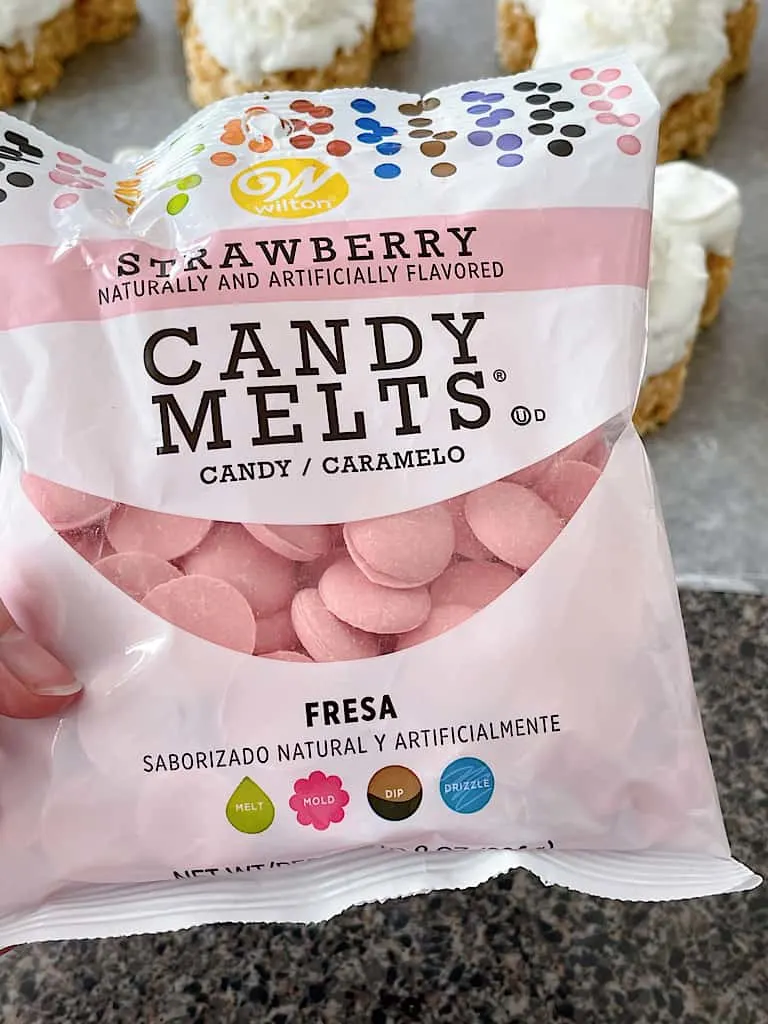 wilton
STRAWBERRY
NATURALLY AND ARTIFICIALLY FLAVORED
CANDY
MELTS®
U D
CANDY / CARAMELO
FRESA
SABORIZADO NATURAL Y ARTIFICIALMENTE
MELT MOLD DIP DRIZZLE
NET WT/ OZ